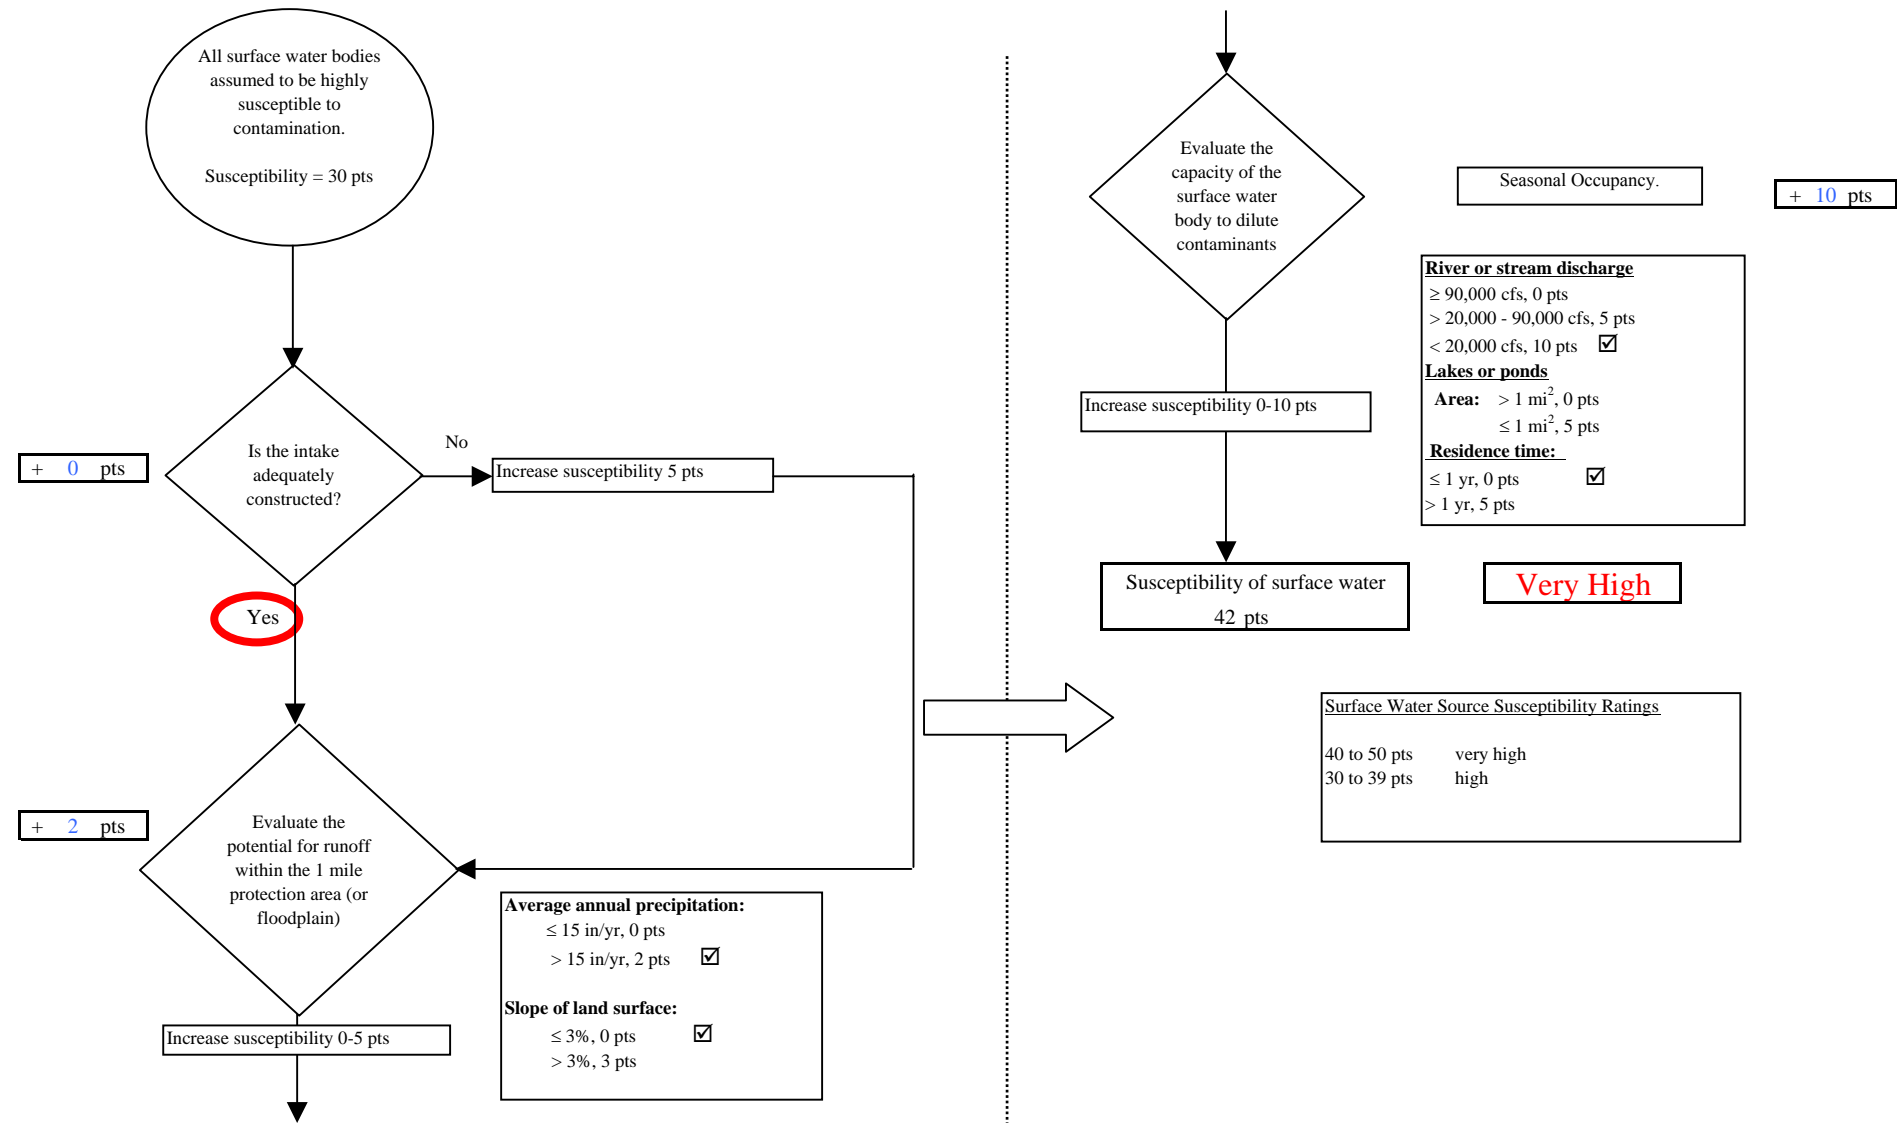 All surface water bodies
assumed to be highly
susceptible to
contamination.
Susceptibility = 30 pts
+ 0 pts
Is the intake
adequately
constructed?
No
Increase susceptibility 5 pts
Yes
+ 2 pts
Evaluate the
potential for runoff
within the 1 mile
protection area (or
floodplain)
Average annual precipitation:
≤ 15 in/yr, 0 pts
> 15 in/yr, 2 pts ☑
Slope of land surface:
≤ 3%, 0 pts ☑
> 3%, 3 pts
Increase susceptibility 0-5 pts
Evaluate the
capacity of the
surface water
body to dilute
contaminants
Seasonal Occupancy.
+ 10 pts
River or stream discharge
≥ 90,000 cfs, 0 pts
> 20,000 - 90,000 cfs, 5 pts
< 20,000 cfs, 10 pts ☑
Lakes or ponds
Area: > 1 mi², 0 pts
≤ 1 mi², 5 pts
Residence time:
≤ 1 yr, 0 pts ☑
> 1 yr, 5 pts
Increase susceptibility 0-10 pts
Susceptibility of surface water
42 pts
Very High
Surface Water Source Susceptibility Ratings
40 to 50 pts very high
30 to 39 pts high